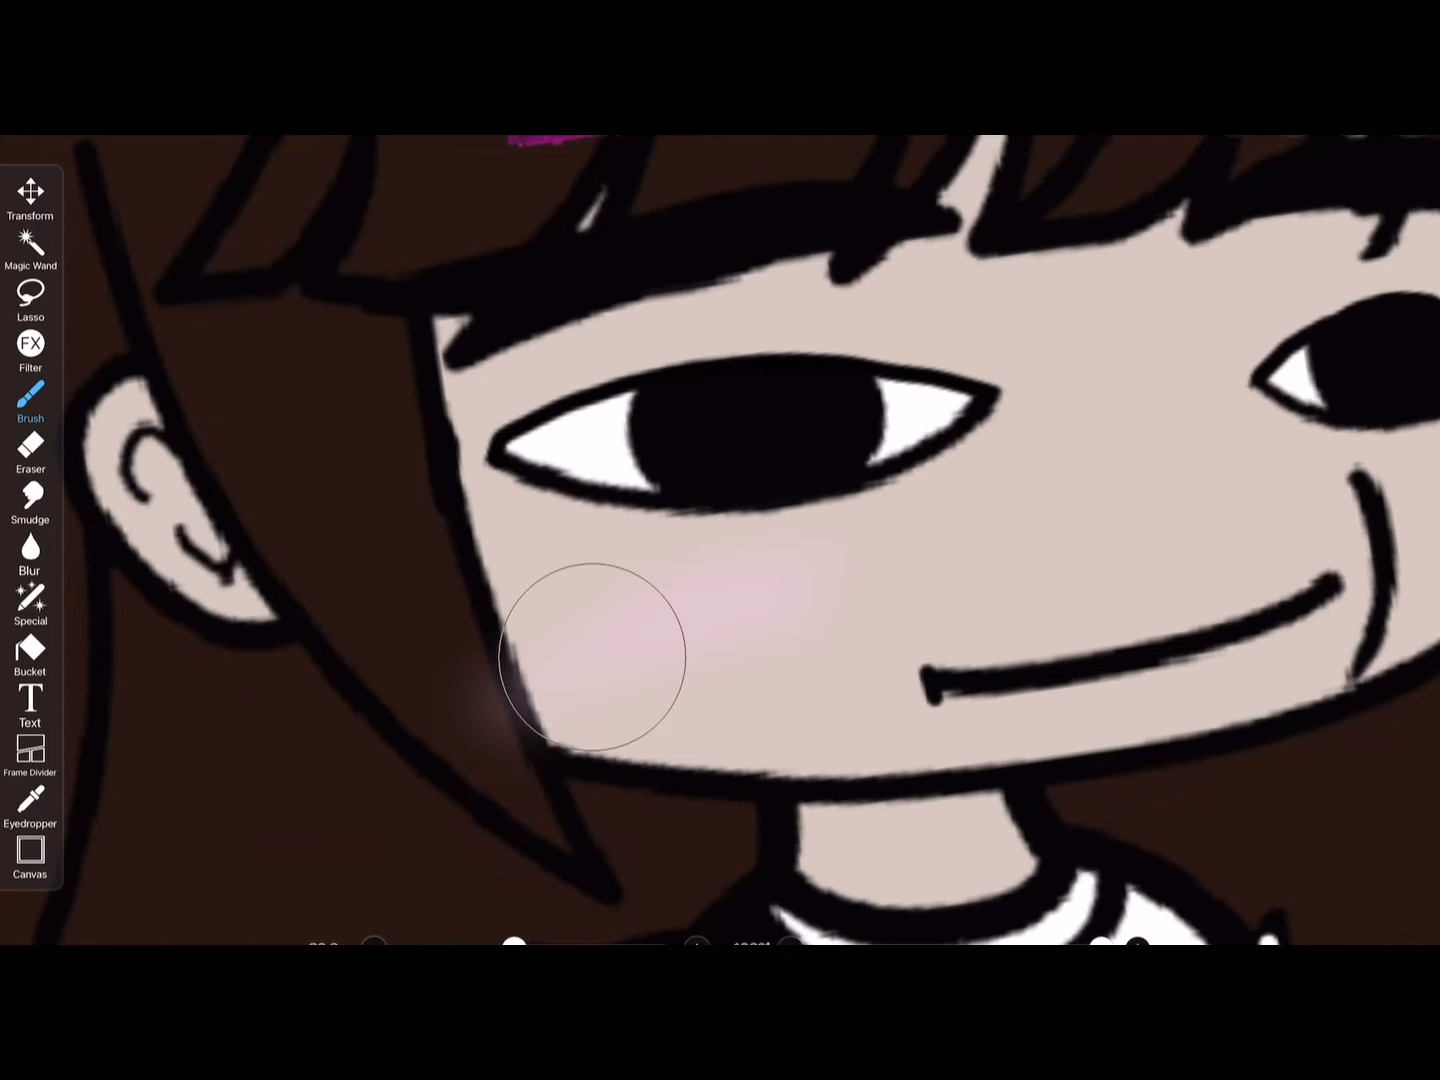 Transform
Magic Wand
Lasso
FX
Filter
Brush
Eraser
Smudge
Blur
Special
Bucket
T
Text
Frame Divider
Eyedropper
Canvas